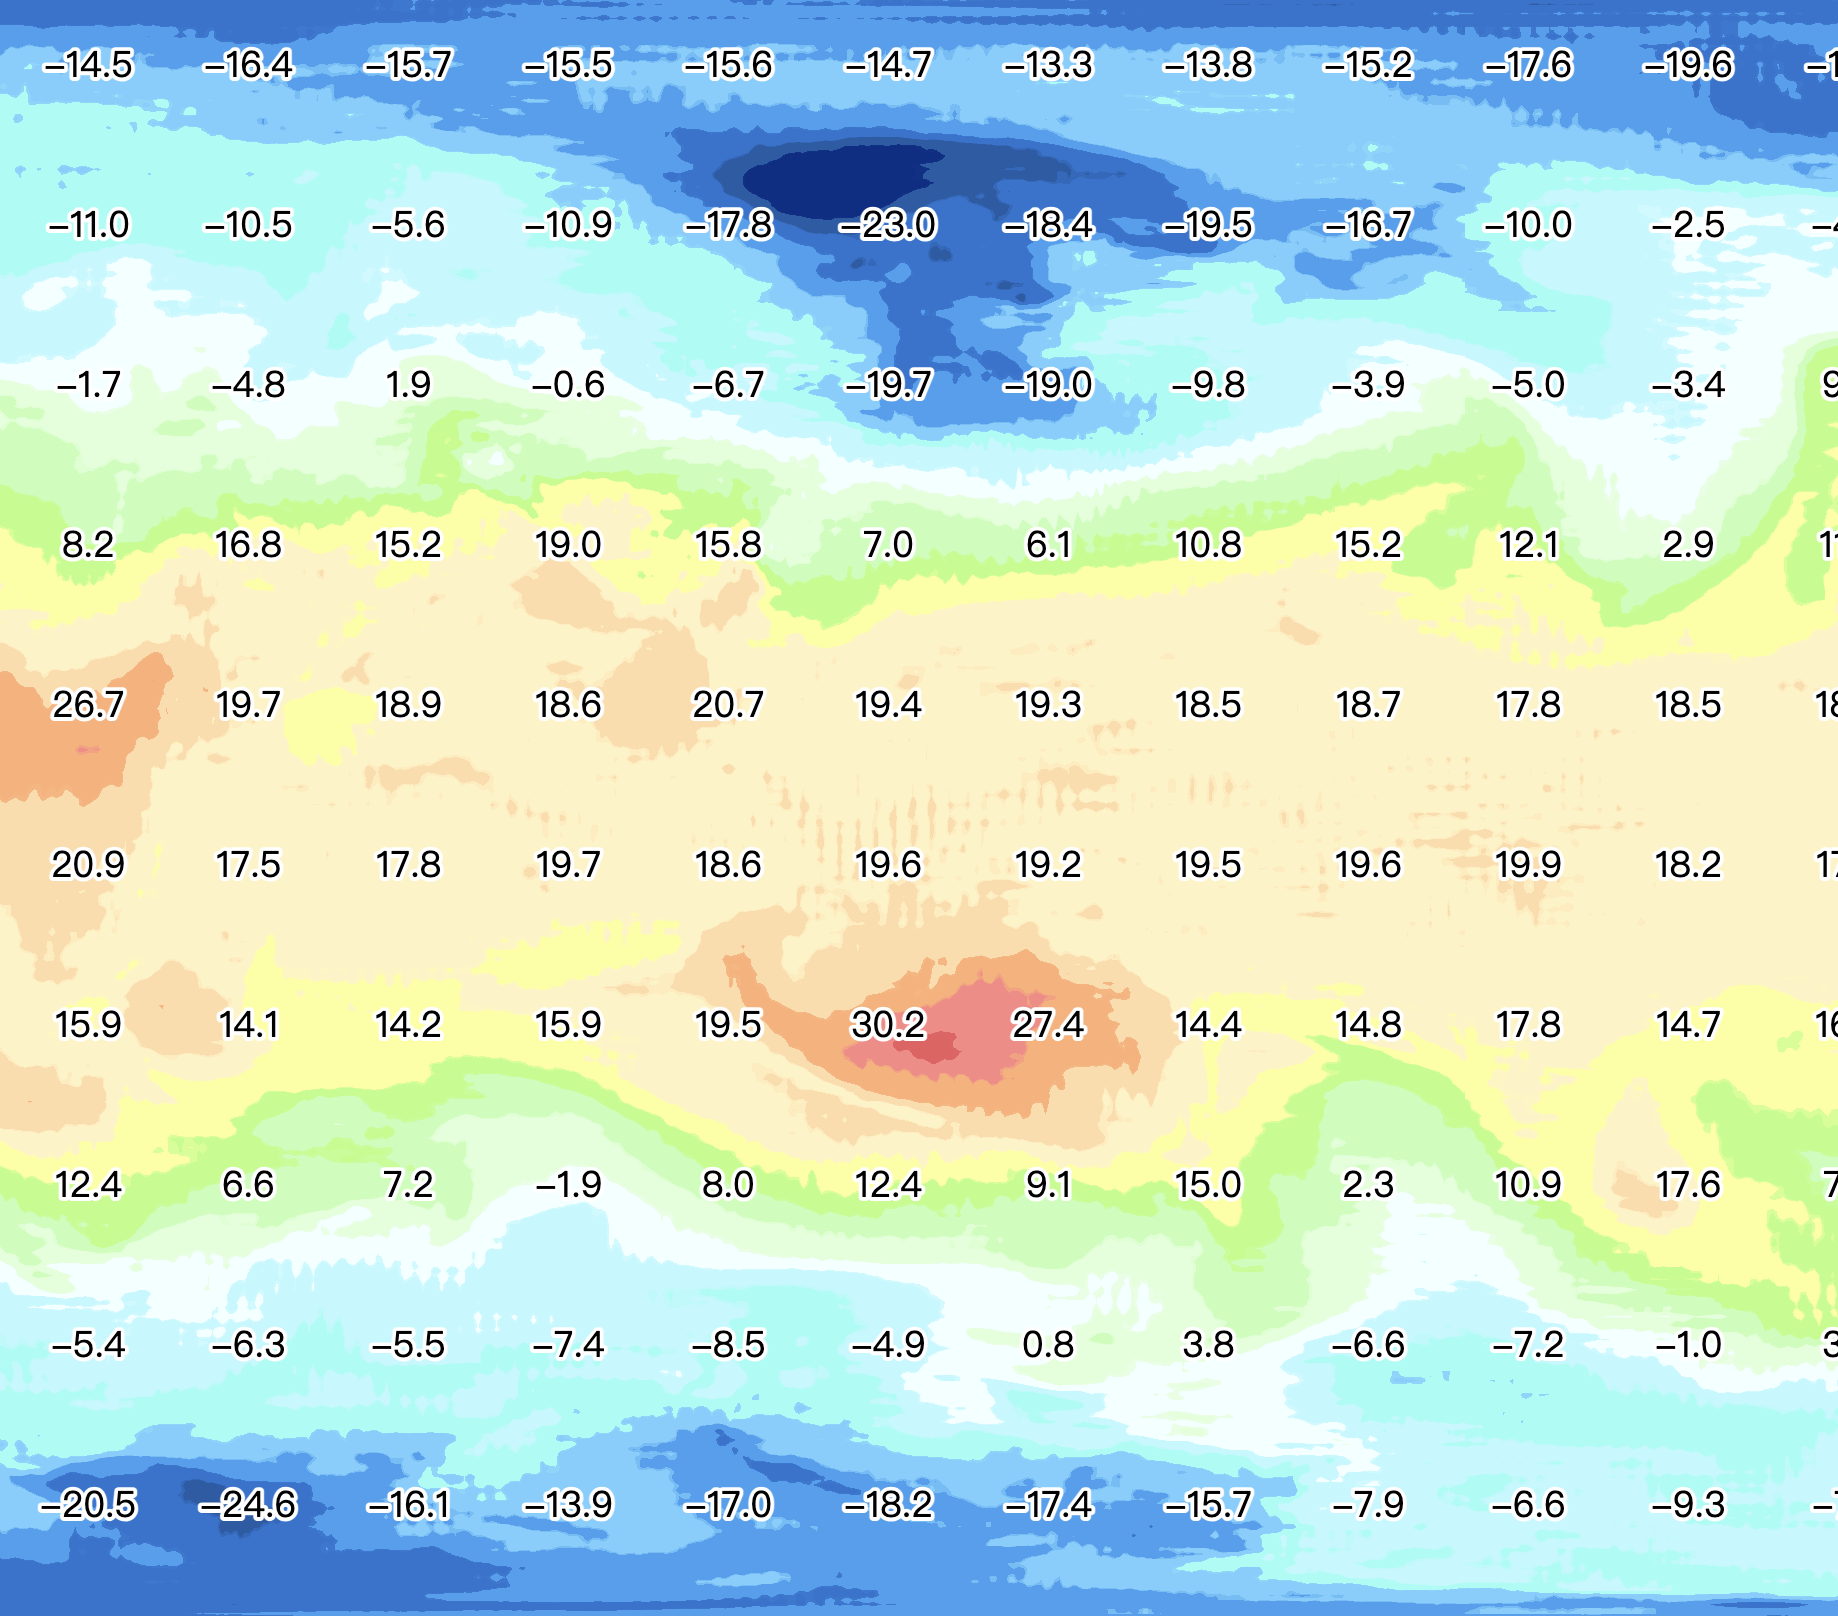 –14.5 –16.4 –15.7 –15.5 –15.6 –14.7 –13.3 –13.8 –15.2 –17.6 –19.6
–11.0 –10.5 –5.6 –10.9 –17.8 –23.0 –18.4 –19.5 –16.7 –10.0 –2.5
–1.7 –4.8 1.9 –0.6 –6.7 –19.7 –19.0 –9.8 –3.9 –5.0 –3.4
8.2 16.8 15.2 19.0 15.8 7.0 6.1 10.8 15.2 12.1 2.9
26.7 19.7 18.9 18.6 20.7 19.4 19.3 18.5 18.7 17.8 18.5
20.9 17.5 17.8 19.7 18.6 19.6 19.2 19.5 19.6 19.9 18.2
15.9 14.1 14.2 15.9 19.5 30.2 27.4 14.4 14.8 17.8 14.7
12.4 6.6 7.2 –1.9 8.0 12.4 9.1 15.0 2.3 10.9 17.6
–5.4 –6.3 –5.5 –7.4 –8.5 –4.9 0.8 3.8 –6.6 –7.2 –1.0
–20.5 –24.6 –16.1 –13.9 –17.0 –18.2 –17.4 –15.7 –7.9 –6.6 –9.3